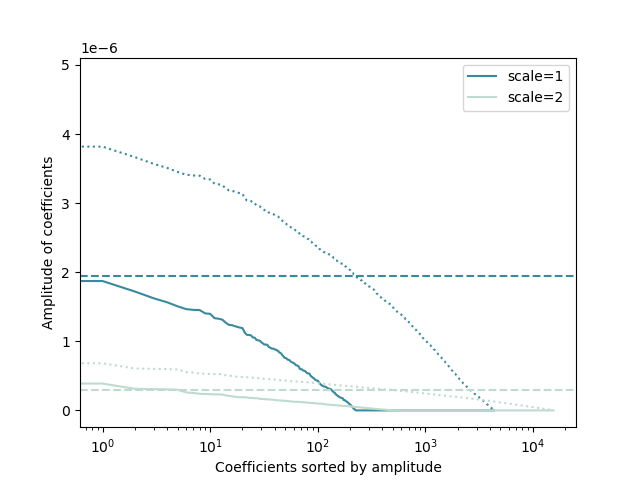 1e−6
5
4
3
2
1
0
Amplitude of coefficients
scale=1
scale=2
10⁰
10¹
10²
10³
10⁴
Coefficients sorted by amplitude